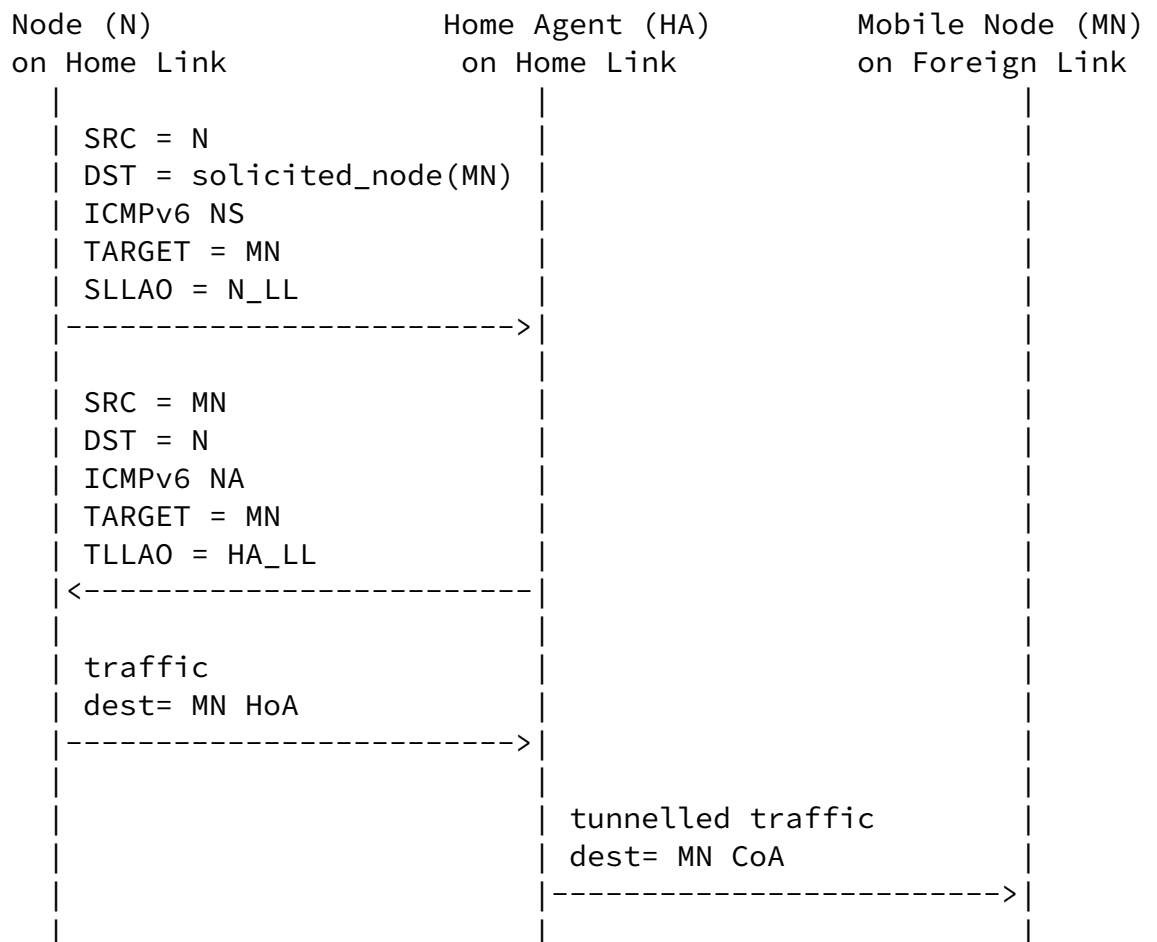 Node (N) Home Agent (HA) Mobile Node (MN)
on Home Link on Home Link on Foreign Link
SRC = N
DST = solicited_node(MN)
ICMPv6 NS
TARGET = MN
SLLAO = N_LL
SRC = MN
DST = N
ICMPv6 NA
TARGET = MN
TLLAO = HA_LL
traffic
dest= MN HoA
tunnelled traffic
dest= MN CoA